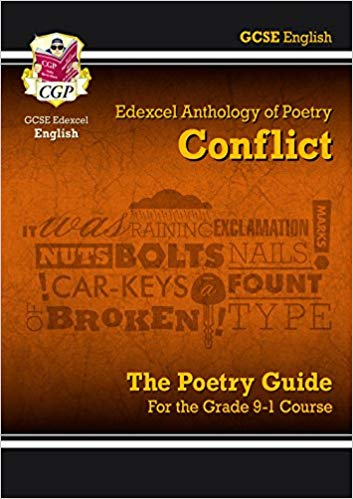 GCSE English
CGP
GCSE Edexcel
English
Edexcel Anthology of Poetry
Conflict
IT was RAINING EXCLAMATION MARKS
NUTS BOLTS NAILS
! CAR-KEYS A FOUNT
OF BROKEN! TYPE
The Poetry Guide
For the Grade 9-1 Course